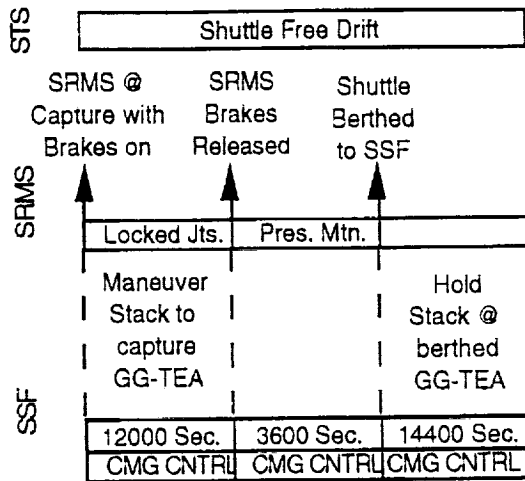 STS
Shuttle Free Drift
SRMS @
Capture with
Brakes on
SRMS
Brakes
Released
Shuttle
Berthed
to SSF
SRMS
Locked Jts.
Pres. Mtn.
Maneuver
Stack to
capture
GG-TEA
Hold
Stack @
berthed
GG-TEA
SSF
12000 Sec.
3600 Sec.
14400 Sec.
CMG CNTRL
CMG CNTRL
CMG CNTRL